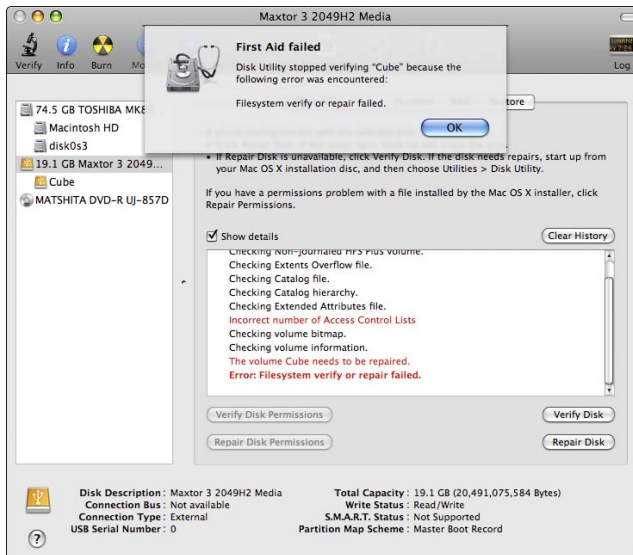 Maxtor 3 2049H2 Media
Verify Info Burn
Log
First Aid failed
Disk Utility stopped verifying “Cube” because the
following error was encountered:
Filesystem verify or repair failed.
OK
74.5 GB TOSHIBA MK8
Macintosh HD
disk0s3
19.1 GB Maxtor 3 2049...
Cube
MATSHITA DVD-R UJ-857D
• If Repair Disk is unavailable, click Verify Disk. If the disk needs repairs, start up from
your Mac OS X installation disc, and then choose Utilities > Disk Utility.
If you have a permissions problem with a file installed by the Mac OS X installer, click
Repair Permissions.
Show details
Clear History
Checking Non-journaled HFS Plus volume.
Checking Extents Overflow file.
Checking Catalog file.
Checking Catalog hierarchy.
Checking Extended Attributes file.
Incorrect number of Access Control Lists
Checking volume bitmap.
Checking volume information.
The volume Cube needs to be repaired.
Error: Filesystem verify or repair failed.
Verify Disk Permissions
Verify Disk
Repair Disk Permissions
Repair Disk
Disk Description : Maxtor 3 2049H2 Media
Connection Bus : Not available
Connection Type : External
USB Serial Number : 0
Total Capacity : 19.1 GB (20,491,075,584 Bytes)
Write Status : Read/Write
S.M.A.R.T. Status : Not Supported
Partition Map Scheme : Master Boot Record
?